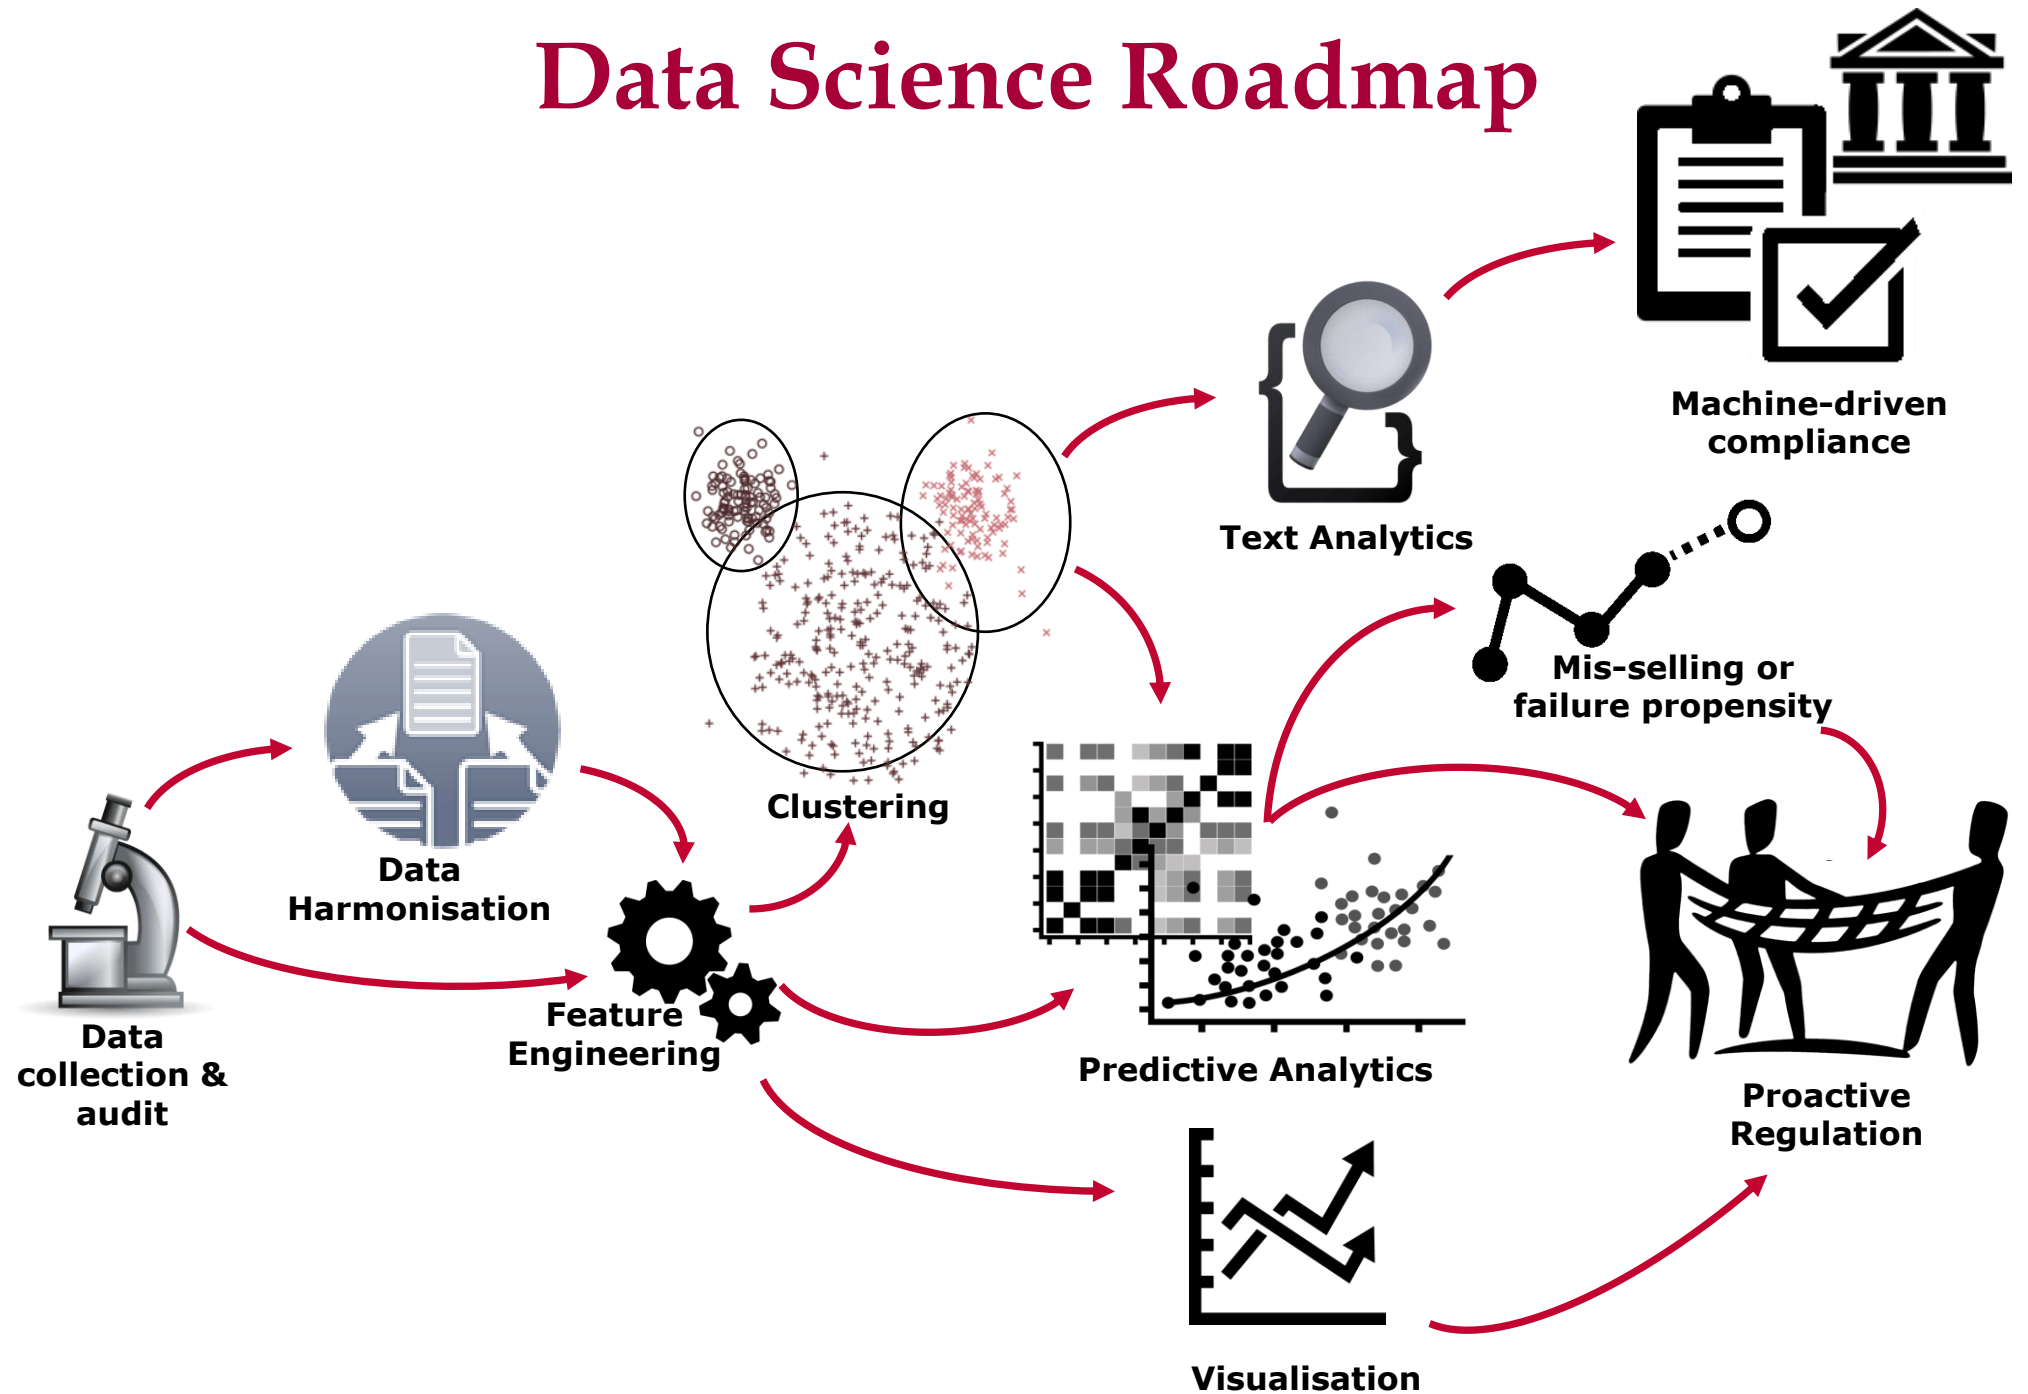 Data Science Roadmap
Machine-driven
compliance
Text Analytics
Mis-selling or
failure propensity
Clustering
Data
Harmonisation
Feature
Engineering
Data
collection &
audit
Predictive Analytics
Proactive
Regulation
Visualisation